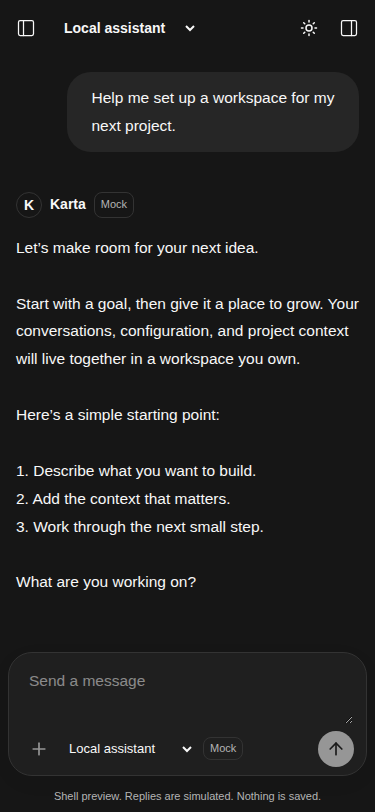 Local assistant
Help me set up a workspace for my
next project.
K Karta Mock
Let’s make room for your next idea.
Start with a goal, then give it a place to grow. Your
conversations, configuration, and project context
will live together in a workspace you own.
Here’s a simple starting point:
1. Describe what you want to build.
2. Add the context that matters.
3. Work through the next small step.
What are you working on?
Send a message
Local assistant Mock
Shell preview. Replies are simulated. Nothing is saved.